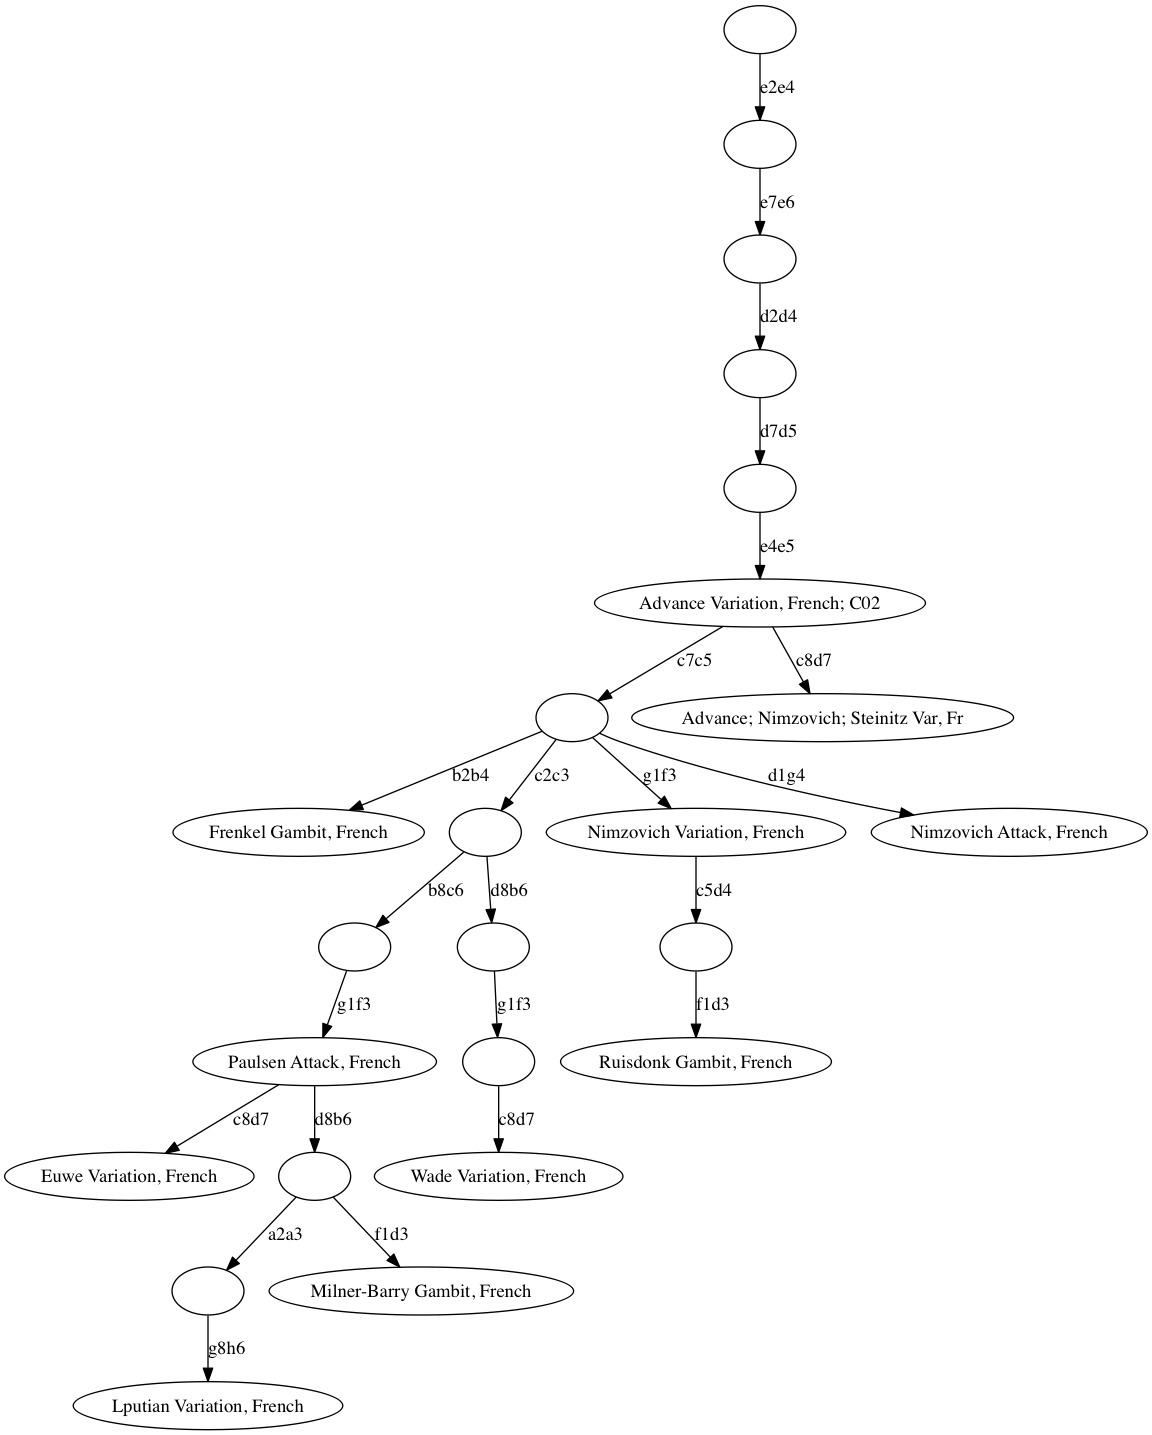 e2e4
e7e6
d2d4
d7d5
e4e5
Advance Variation, French; C02
c7c5
c8d7
Advance; Nimzovich; Steinitz Var, Fr
b2b4
c2c3
g1f3
d1g4
Frenkel Gambit, French
Nimzovich Variation, French
Nimzovich Attack, French
b8c6
d8b6
c5d4
g1f3
g1f3
f1d3
Paulsen Attack, French
Ruisdonk Gambit, French
c8d7
d8b6
c8d7
Euwe Variation, French
Wade Variation, French
a2a3
f1d3
Milner-Barry Gambit, French
g8h6
Lputian Variation, French